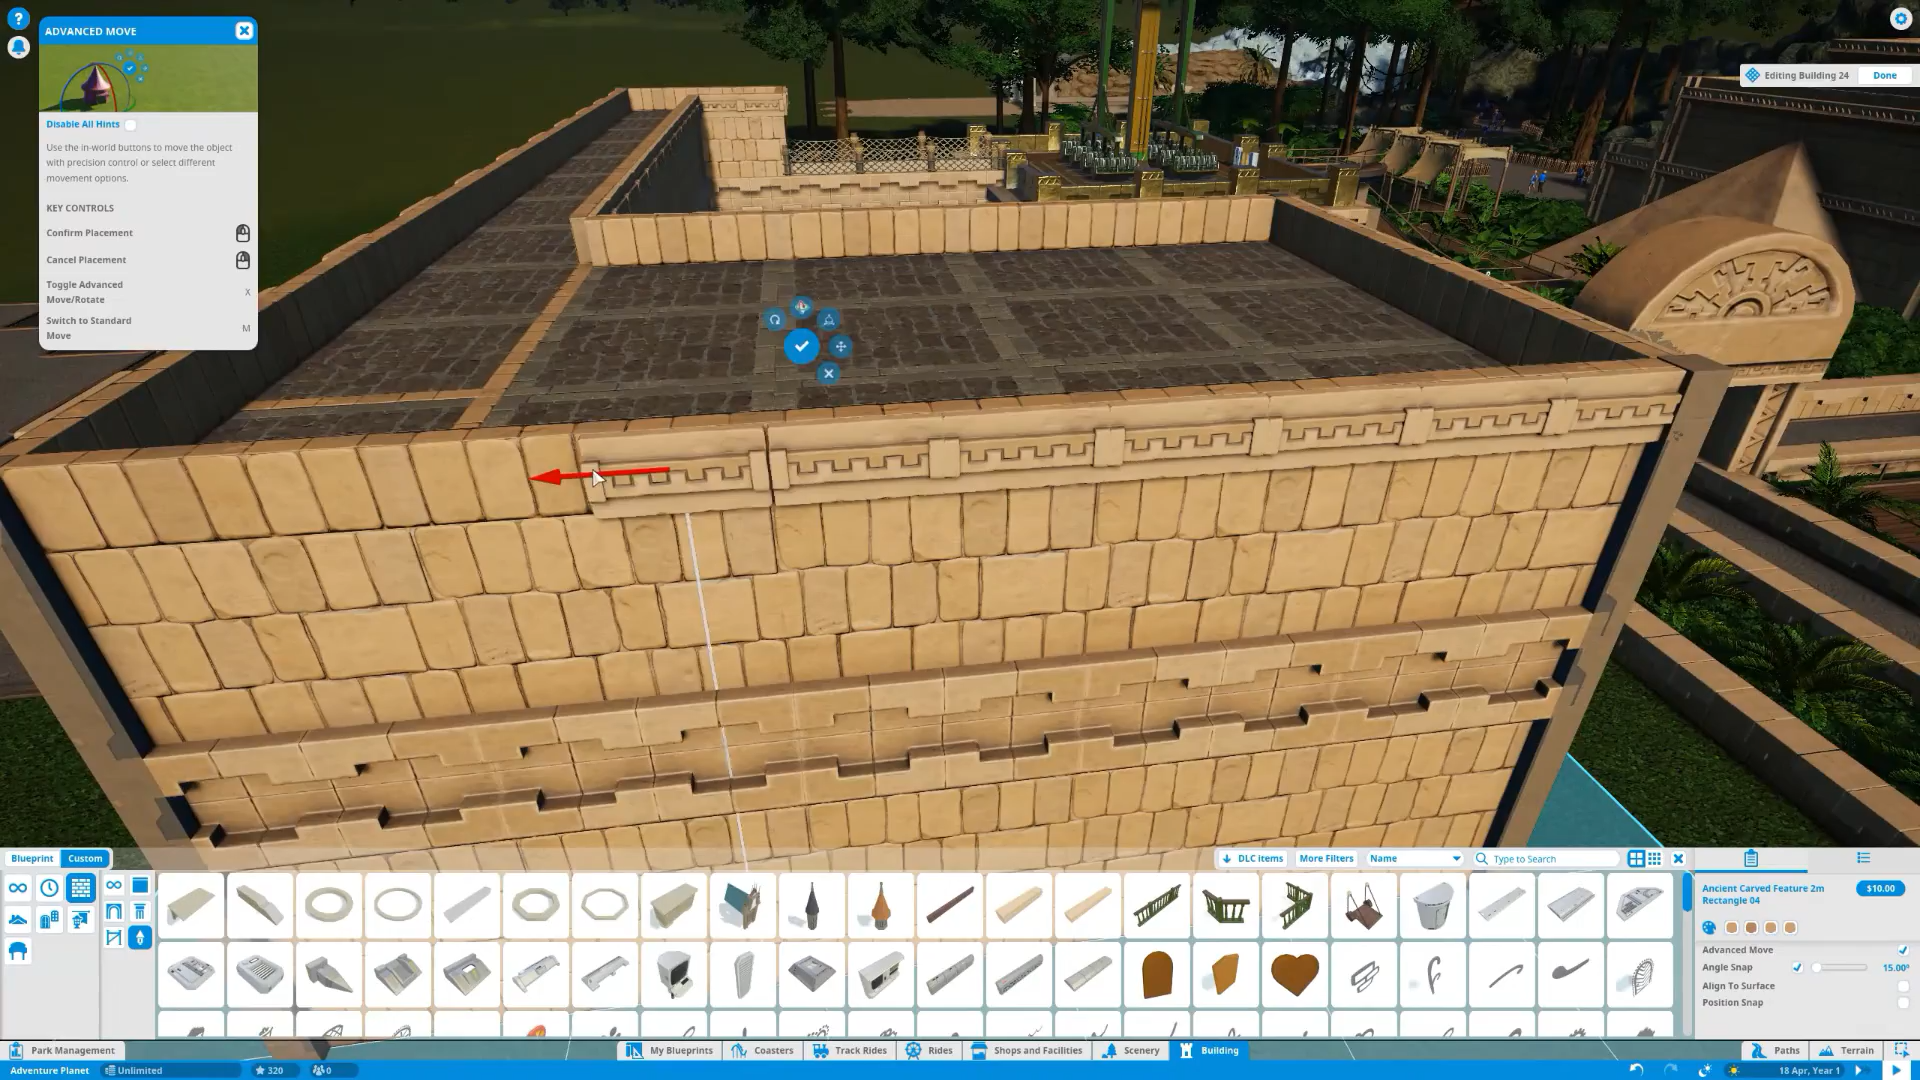 ?
ADVANCED MOVE
Disable All Hints
Use the in-world buttons to move the object
with precision control or select different
movement options.
KEY CONTROLS
Confirm Placement
Cancel Placement
Toggle Advanced
Move/Rotate
X
Switch to Standard
Move
M
Editing Building 24
Done
Blueprint
Custom
DLC items
More Filters
Name
Type to Search
Ancient Carved Feature 2m
Rectangle 04
$10.00
Advanced Move
Angle Snap
15.00°
Align To Surface
Position Snap
Park Management
My Blueprints
Coasters
Track Rides
Rides
Shops and Facilities
Scenery
Building
Paths
Terrain
Adventure Planet
Unlimited
320
0
18 Apr, Year 1